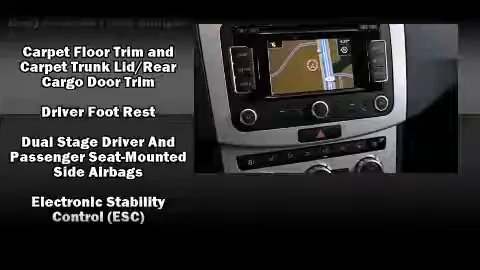 Carpet Floor Trim and
Carpet Trunk Lid/Rear
Cargo Door Trim
Driver Foot Rest
Dual Stage Driver And
Passenger Seat-Mounted
Side Airbags
Electronic Stability
Control (ESC)